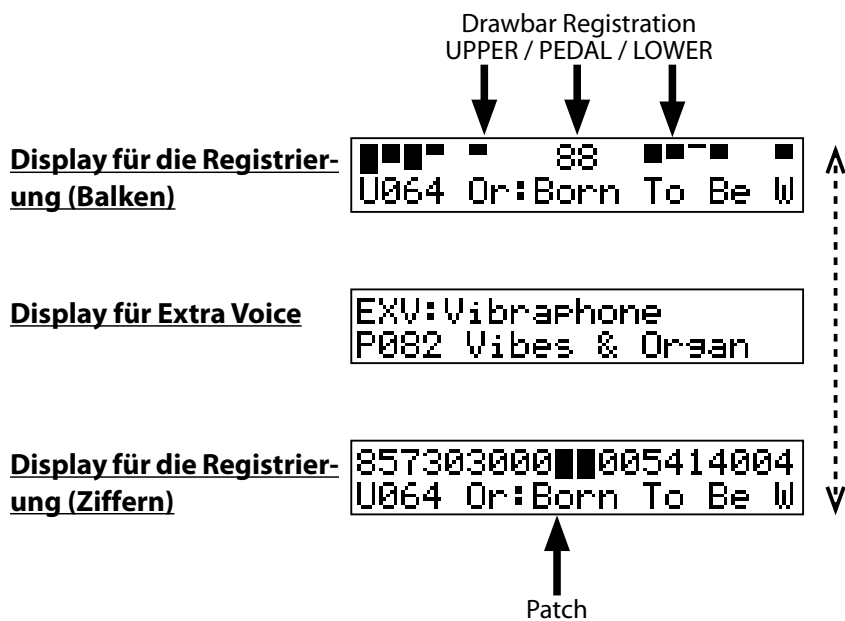 Drawbar Registration
UPPER / PEDAL / LOWER
Display für die Registrier-
ung (Balken)
88
U064 Or:Born To Be W
Display für Extra Voice
EXV:Vibraphone
P082 Vibes & Organ
Display für die Registrier-
ung (Ziffern)
857303000██005414004
U064 Or:Born To Be W
Patch